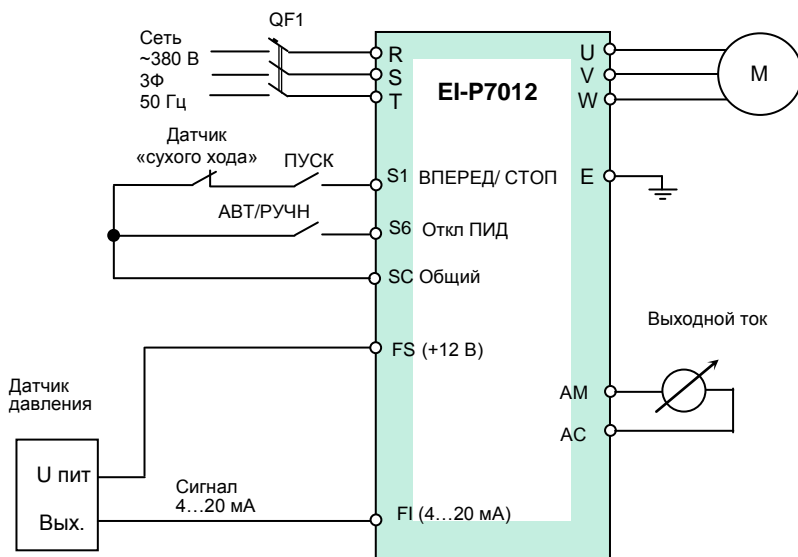 QF1
Сеть
~380 В
3Ф
50 Гц
R
S
T
EI-P7012
U
V
W
M
Датчик
«сухого хода»
ПУСК
S1 ВПЕРЕД/ СТОП
E
АВТ/РУЧН
S6 Откл ПИД
SC Общий
Выходной ток
FS (+12 В)
AM
AC
Датчик
давления
U пит
Вых.
Сигнал
4...20 мА
FI (4...20 мА)